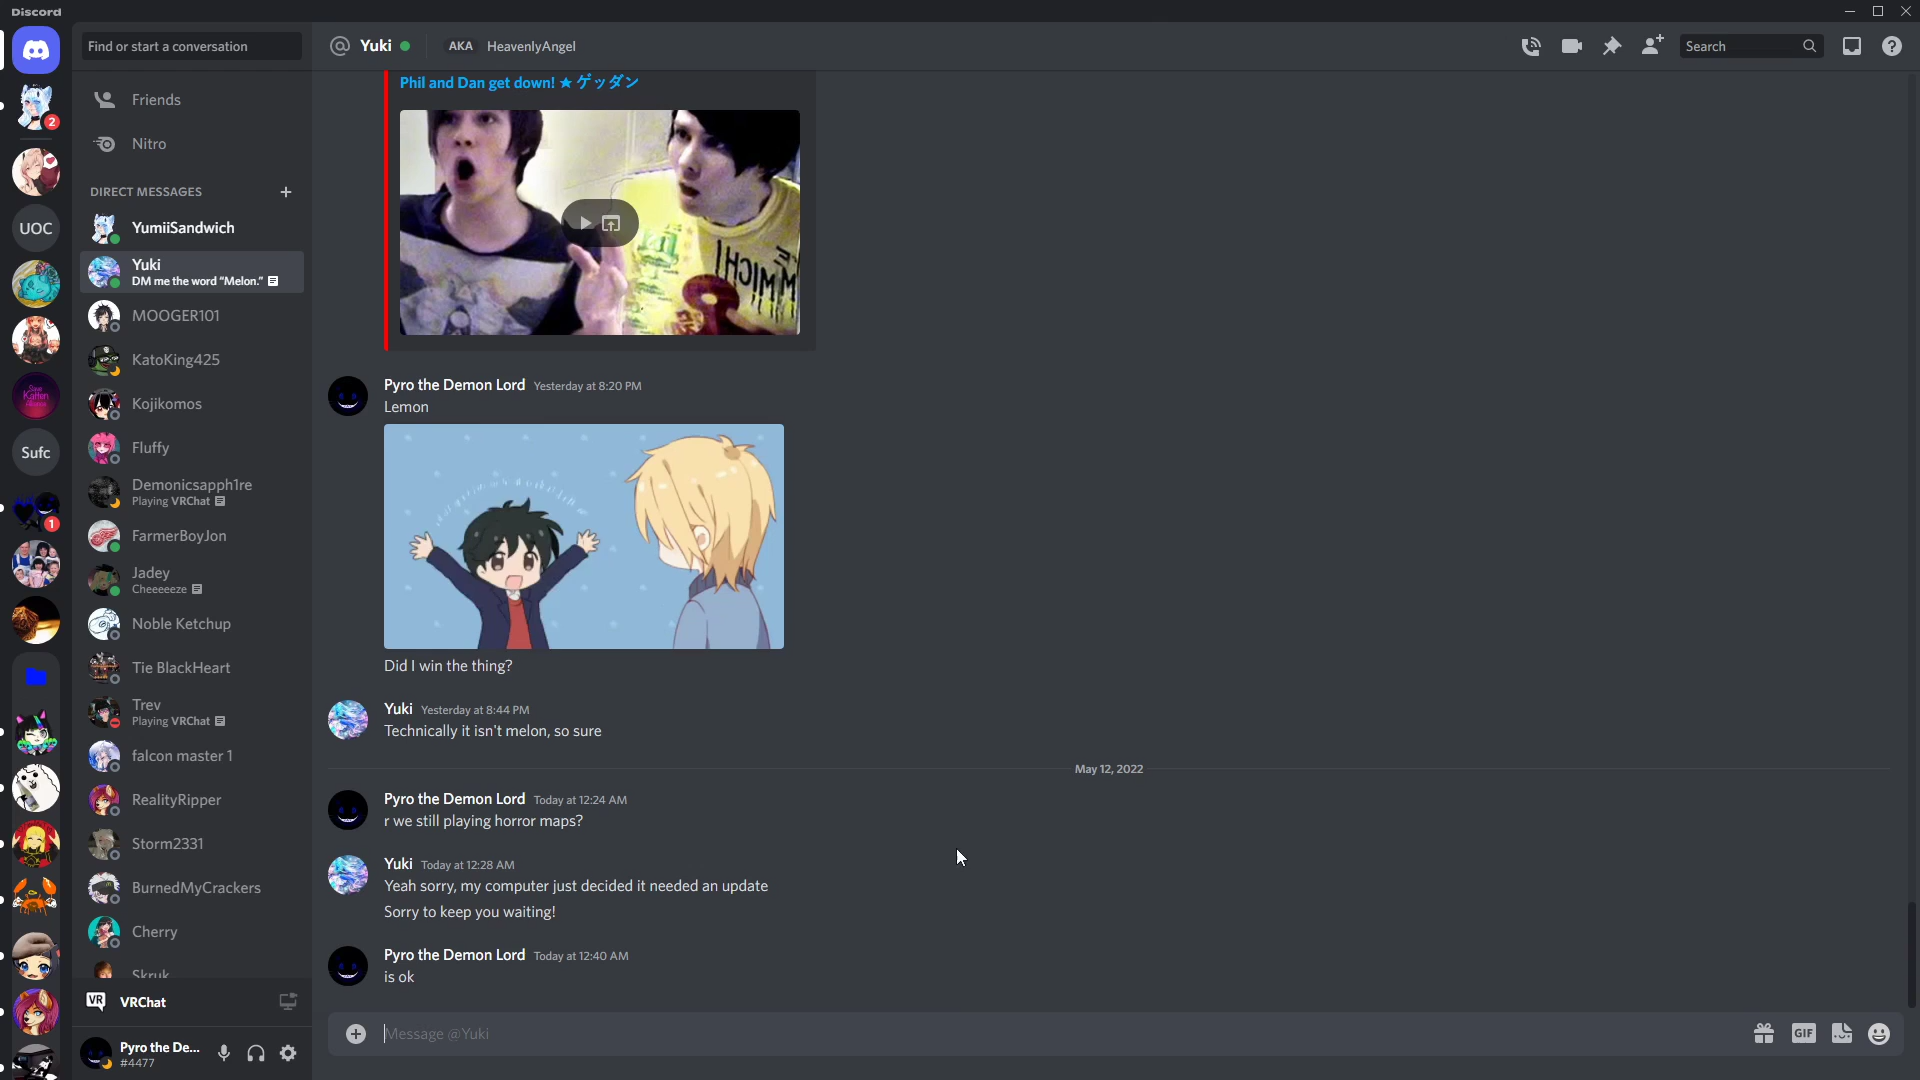 Discord
Find or start a conversation
Friends
Nitro
DIRECT MESSAGES
YumiiSandwich
Yuki
DM me the word "Melon."
MOOGER101
KatoKing425
Kojikomos
Fluffy
Demonicsapph1re
Playing VRChat
FarmerBoyJon
Jadey
Cheeeeeze
Noble Ketchup
Tie BlackHeart
Trev
Playing VRChat
falcon master 1
RealityRipper
Storm2331
BurnedMyCrackers
Cherry
Skruk
VR VRChat
Pyro the De...
#4477
2
UOC
Sufc
1
Yuki
AKA HeavenlyAngel
Search
Phil and Dan get down! ★ ゲッダン
Pyro the Demon Lord Yesterday at 8:20 PM
Lemon
Did I win the thing?
Yuki Yesterday at 8:44 PM
Technically it isn't melon, so sure
May 12, 2022
Pyro the Demon Lord Today at 12:24 AM
r we still playing horror maps?
Yuki Today at 12:28 AM
Yeah sorry, my computer just decided it needed an update
Sorry to keep you waiting!
Pyro the Demon Lord Today at 12:40 AM
is ok
Message @Yuki
GIF